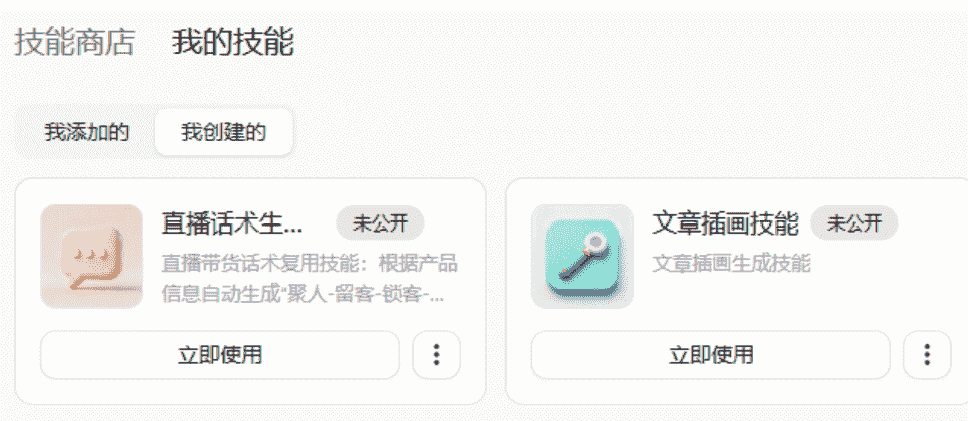 技能商店 我的技能
我添加的 我创建的
直播话术生... 未公开
直播带货话术复用技能：根据产品
信息自动生成“聚人-留客-锁客-...
立即使用
文章插画技能 未公开
文章插画生成技能
立即使用